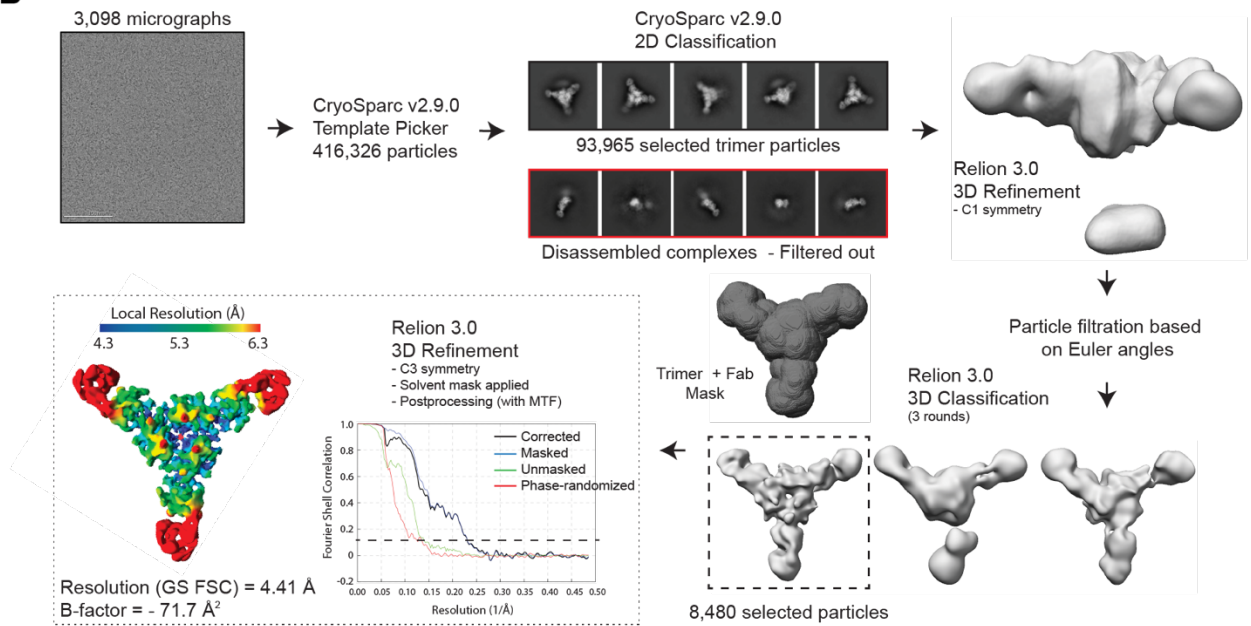 3,098 micrographs
CryoSparc v2.9.0
Template Picker
416,326 particles
CryoSparc v2.9.0
2D Classification
93,965 selected trimer particles
Disassembled complexes - Filtered out
Relion 3.0
3D Refinement
- C1 symmetry
Particle filtration based
on Euler angles
Relion 3.0
3D Classification
(3 rounds)
Trimer + Fab
Mask
8,480 selected particles
Relion 3.0
3D Refinement
- C3 symmetry
- Solvent mask applied
- Postprocessing (with MTF)
Corrected
Masked
Unmasked
Phase-randomized
Fourier Shell Correlation
1.0
0.8
0.6
0.4
0.2
0
-0.2
0.00 0.05 0.10 0.15 0.20 0.25 0.30 0.35 0.40 0.45 0.50
Resolution (1/Å)
Local Resolution (Å)
4.3 5.3 6.3
Resolution (GS FSC) = 4.41 Å
B-factor = - 71.7 Å²